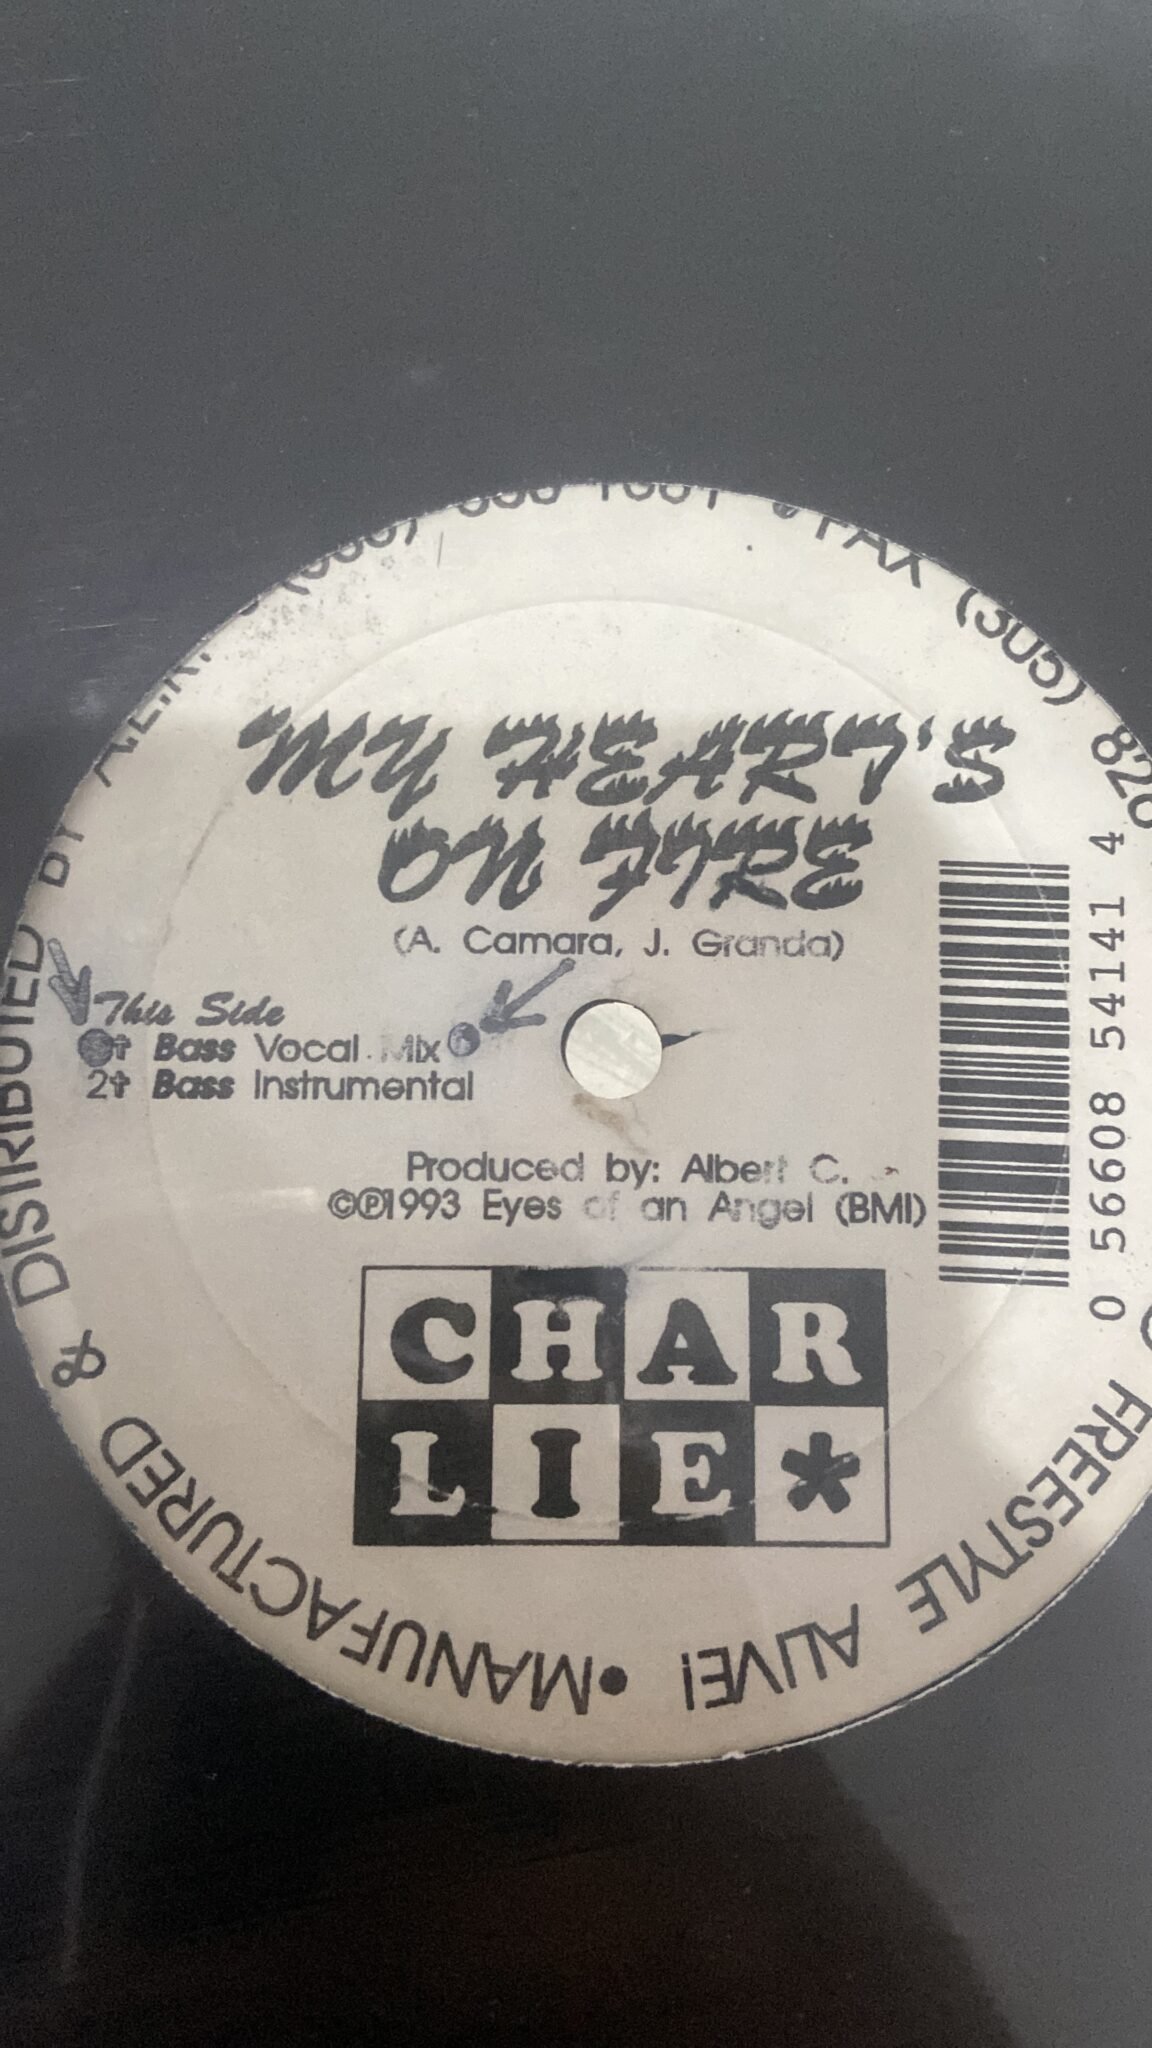 MY HEART'S
ON FIRE
(A. Camara, J. Granda)
This Side
Bass Vocal Mix
2† Bass Instrumental
Produced by: Albert C.
©℗1993 Eyes of an Angel (BMI)
CHAR
LIE*
0 56608 54141 4
FREESTYLE ALIVE! • MANUFACTURED & DISTRIBUTED BY
FAX (305)